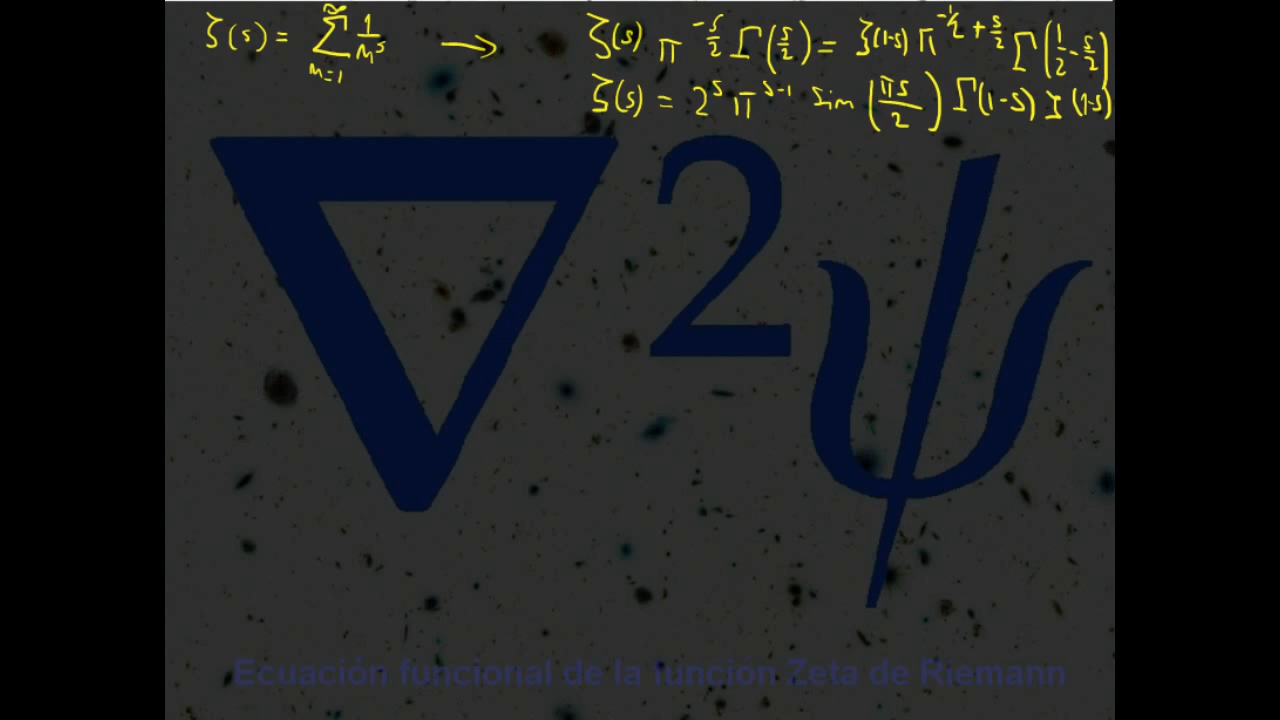 ζ(s) = ∑_{n=1}^{∞} 1/n^s → ζ(s) π^{-s/2} Γ(s/2) = ζ(1-s) π^{-1/2 + s/2} Γ(1/2 - s/2)
ζ(s) = 2^s π^{s-1} sin(πs/2) Γ(1-s) ζ(1-s)
∇²ψ
Ecuación funcional de la función Zeta de Riemann